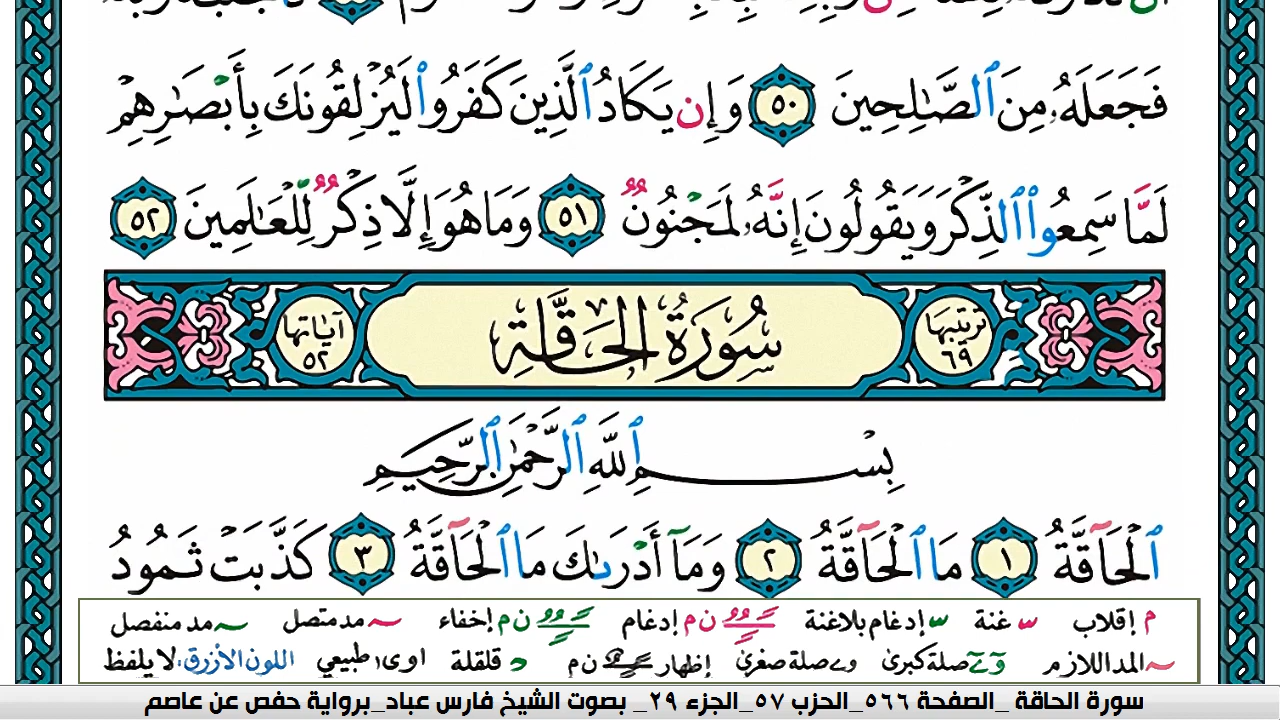 فَجَعَلَهُۥ مِنَ ٱلصَّٰلِحِينَ ٥٠ وَإِن يَكَادُ ٱلَّذِينَ كَفَرُوا۟ لَيُزْلِقُونَكَ بِأَبْصَٰرِهِمْ
لَمَّا سَمِعُوا۟ ٱلذِّكْرَ وَيَقُولُونَ إِنَّهُۥ لَمَجْنُونٌ ٥١ وَمَا هُوَ إِلَّا ذِكْرٌ لِّلْعَٰلَمِينَ ٥٢
ترتيبها ٦٩ سُورَةُ الحَاقَّة آياتها ٥٢
بِسْمِ ٱللَّهِ ٱلرَّحْمَٰنِ ٱلرَّحِيمِ
ٱلْحَآقَّةُ ١ مَا ٱلْحَآقَّةُ ٢ وَمَآ أَدْرَىٰكَ مَا ٱلْحَآقَّةُ ٣ كَذَّبَتْ ثَمُودُ
م إقلاب غنة إدغام بلاغنة ن م إدغام ن م إخفاء مد متصل مد منفصل
المد اللازم صلة كبرى صلة صغرى إظهار ن م قلقلة اوى طبيعي اللون الأزرق: لا يلفظ
سورة الحاقة _الصفحة ٥٦٦_الحزب ٥٧_الجزء ٢٩_ بصوت الشيخ فارس عباد_برواية حفص عن عاصم